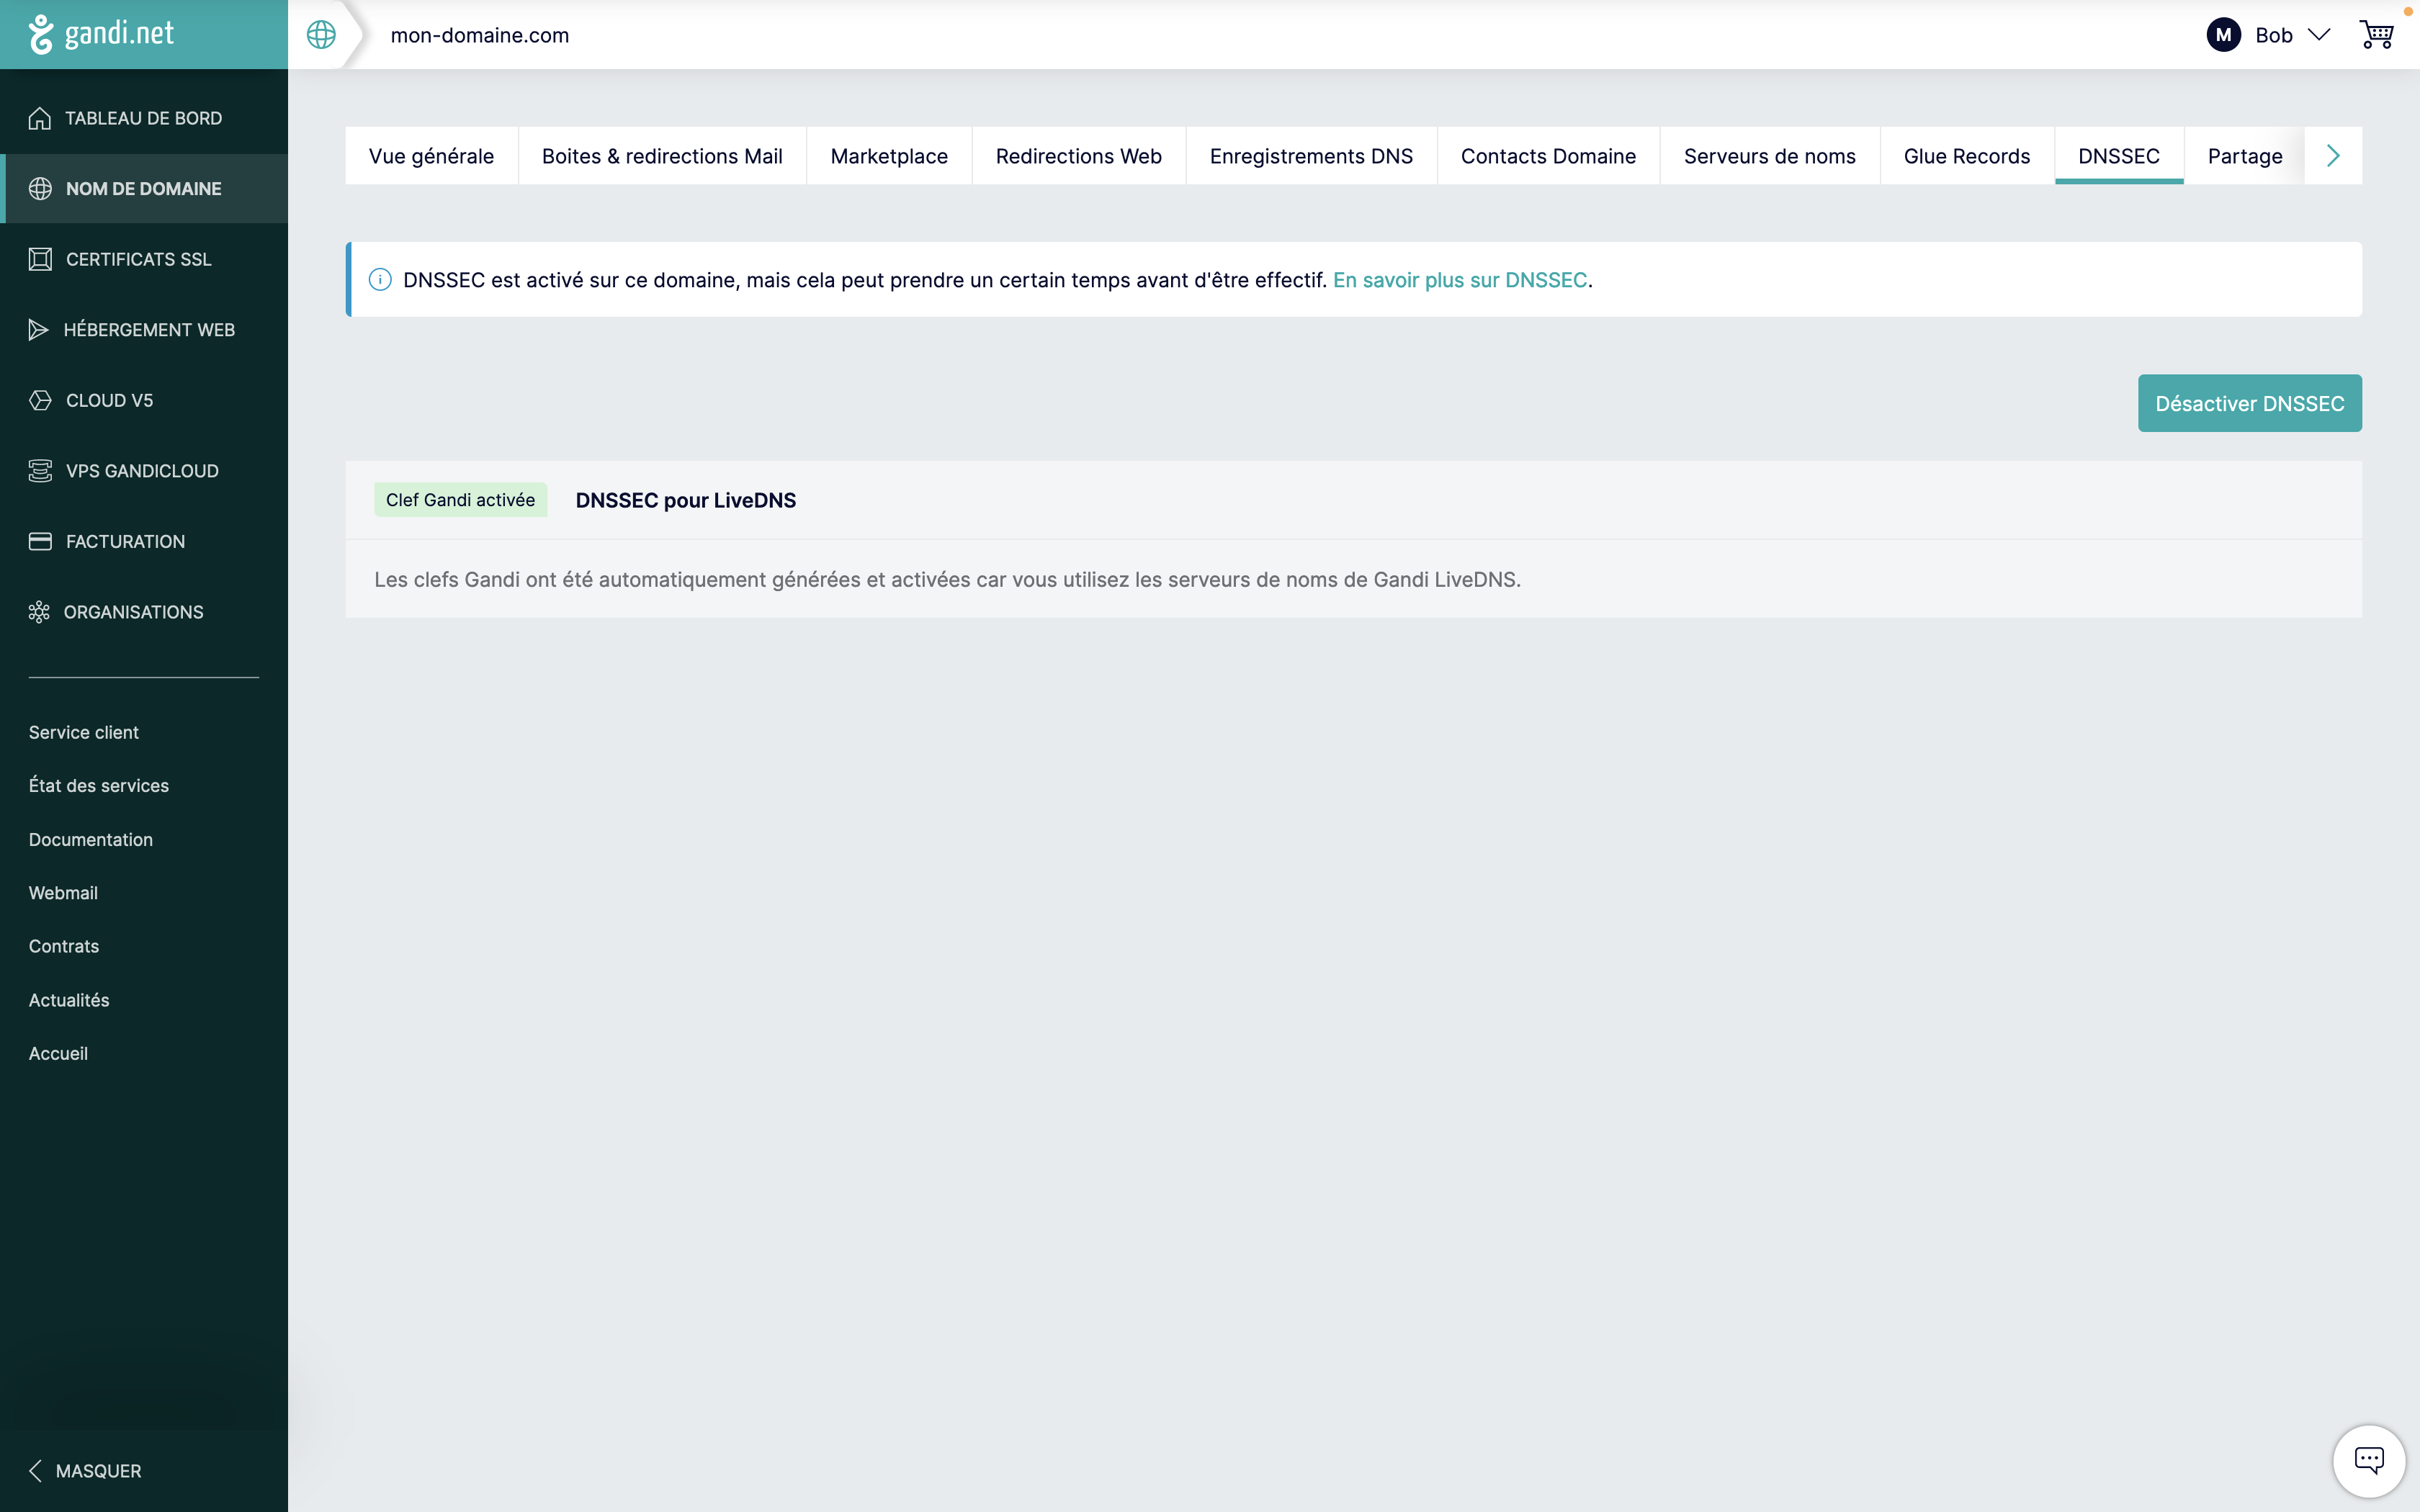 gandi.net
mon-domaine.com
M
Bob
TABLEAU DE BORD
NOM DE DOMAINE
CERTIFICATS SSL
HÉBERGEMENT WEB
CLOUD V5
VPS GANDICLOUD
FACTURATION
ORGANISATIONS
Service client
État des services
Documentation
Webmail
Contrats
Actualités
Accueil
MASQUER
Vue générale
Boites & redirections Mail
Marketplace
Redirections Web
Enregistrements DNS
Contacts Domaine
Serveurs de noms
Glue Records
DNSSEC
Partage
DNSSEC est activé sur ce domaine, mais cela peut prendre un certain temps avant d'être effectif. En savoir plus sur DNSSEC.
Désactiver DNSSEC
Clef Gandi activée
DNSSEC pour LiveDNS
Les clefs Gandi ont été automatiquement générées et activées car vous utilisez les serveurs de noms de Gandi LiveDNS.